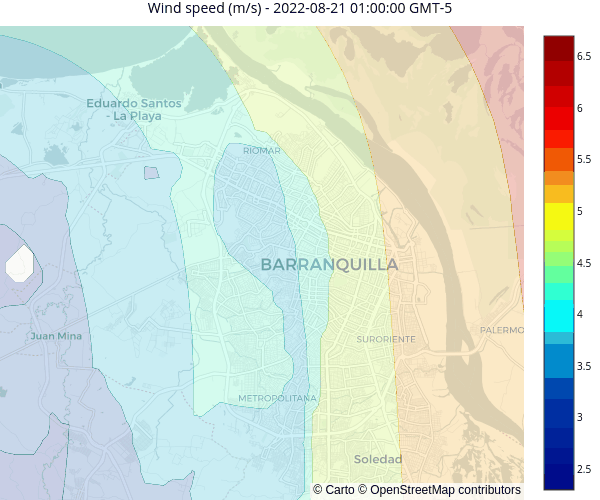 Wind speed (m/s) - 2022-08-21 01:00:00 GMT-5
Eduardo Santos
- La Playa
RIOMAR
BARRANQUILLA
Juan Mina
SURORIENTE
PALERMO
METROPOLITANA
Soledad
© Carto © OpenStreetMap contributors
6.5
6
5.5
5
4.5
4
3.5
3
2.5